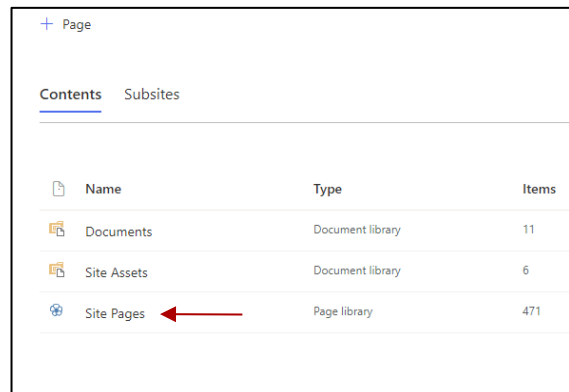 + Page
Contents Subsites
Name Type Items
Documents Document library 11
Site Assets Document library 6
Site Pages Page library 471